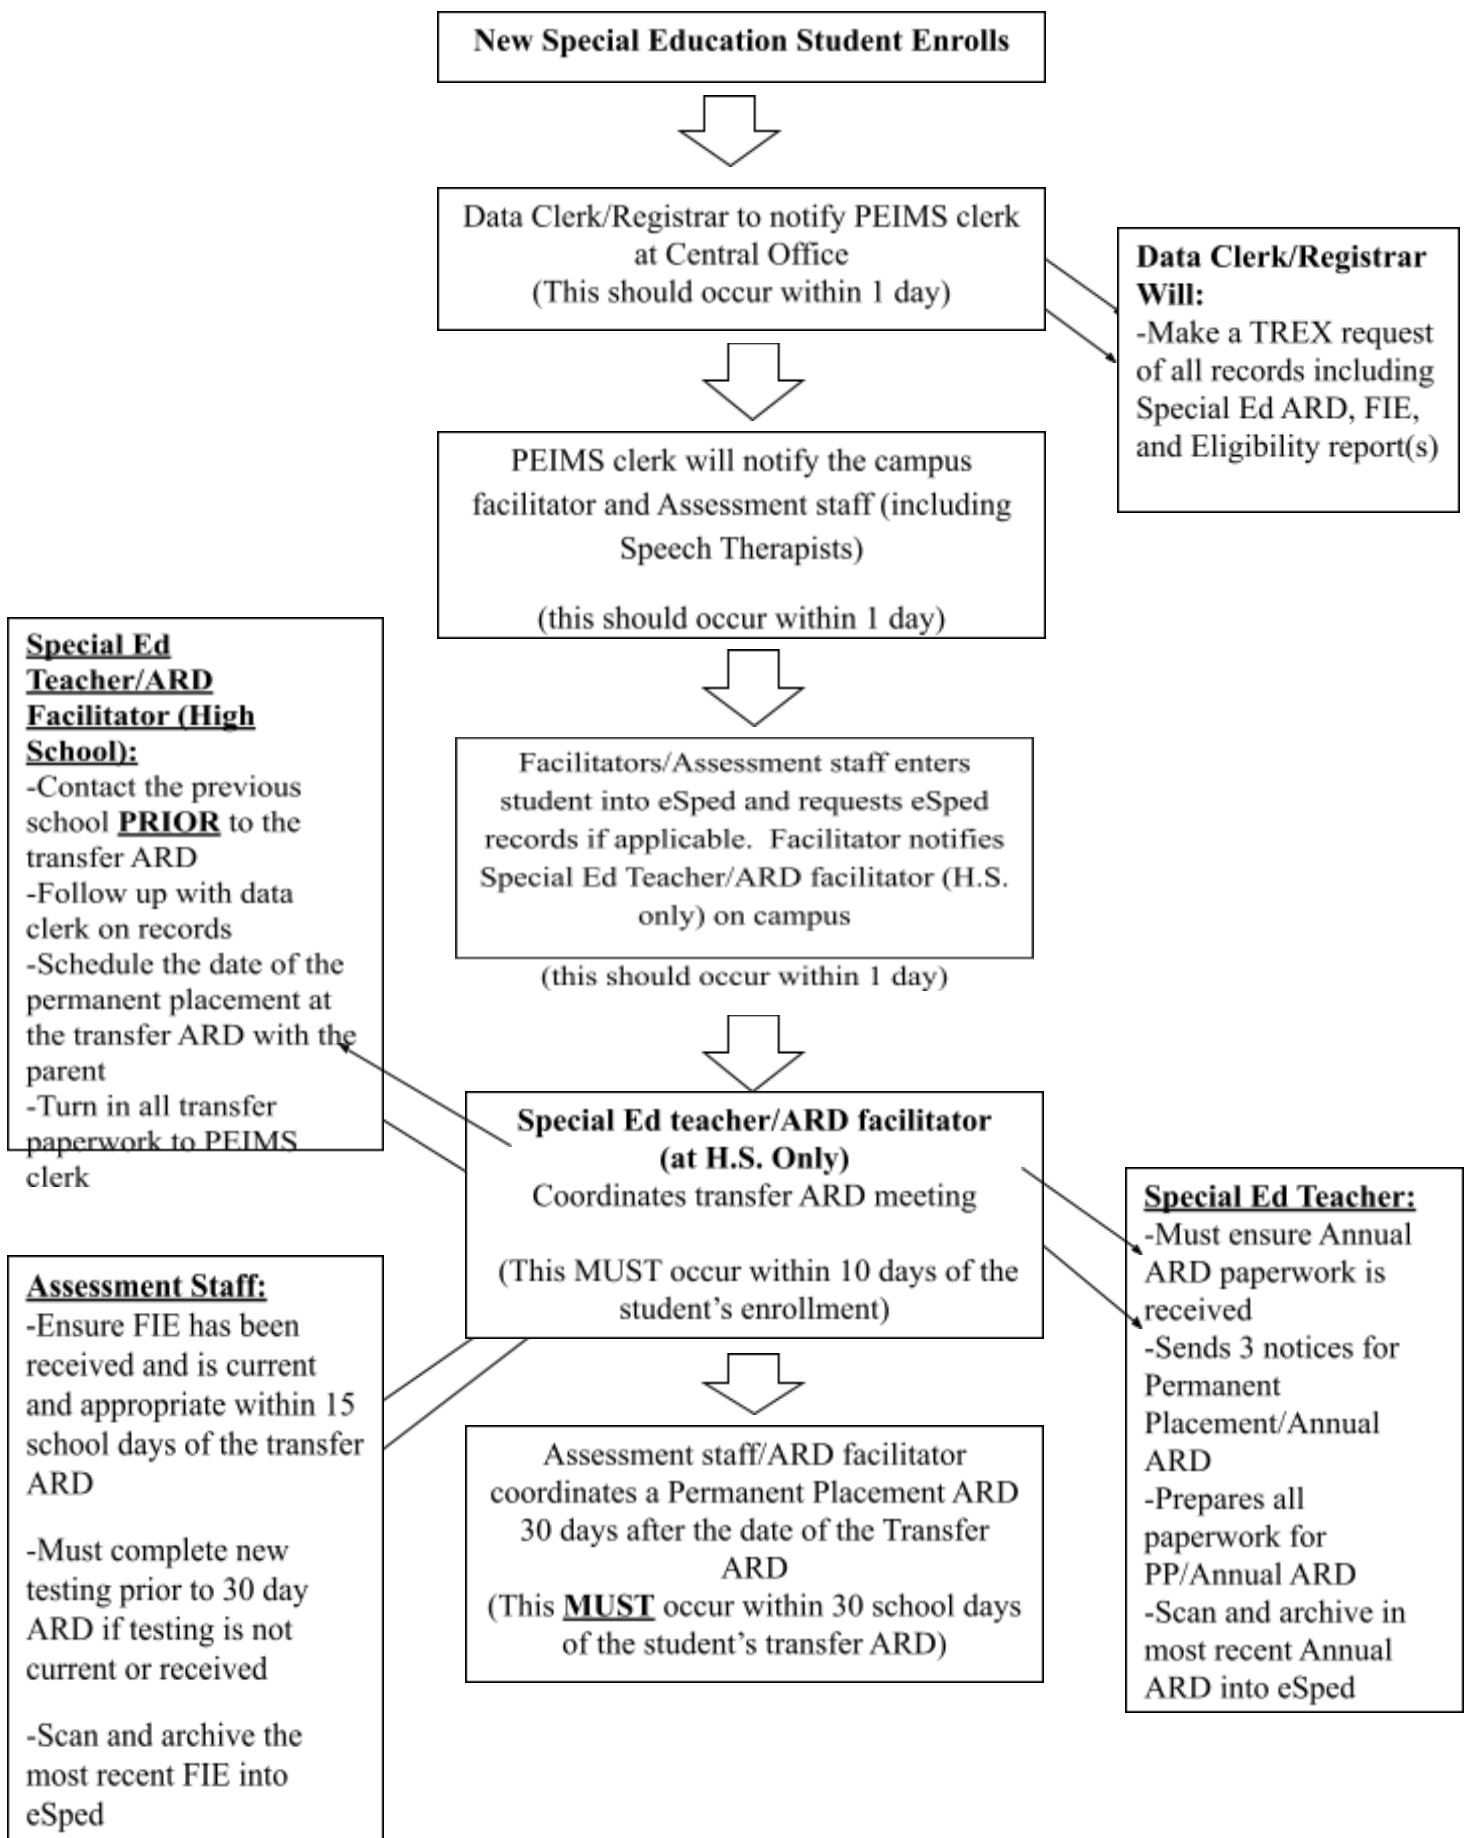 New Special Education Student Enrolls
Data Clerk/Registrar to notify PEIMS clerk
at Central Office
(This should occur within 1 day)
Data Clerk/Registrar
Will:
-Make a TREX request
of all records including
Special Ed ARD, FIE,
and Eligibility report(s)
PEIMS clerk will notify the campus
facilitator and Assessment staff (including
Speech Therapists)
(this should occur within 1 day)
Special Ed
Teacher/ARD
Facilitator (High
School):
-Contact the previous
school PRIOR to the
transfer ARD
-Follow up with data
clerk on records
-Schedule the date of the
permanent placement at
the transfer ARD with the
parent
-Turn in all transfer
paperwork to PEIMS
clerk
Facilitators/Assessment staff enters
student into eSped and requests eSped
records if applicable.  Facilitator notifies
Special Ed Teacher/ARD facilitator (H.S.
only) on campus
(this should occur within 1 day)
Special Ed teacher/ARD facilitator
(at H.S. Only)
Coordinates transfer ARD meeting
(This MUST occur within 10 days of the
student’s enrollment)
Special Ed Teacher:
-Must ensure Annual
ARD paperwork is
received
-Sends 3 notices for
Permanent
Placement/Annual
ARD
-Prepares all
paperwork for
PP/Annual ARD
-Scan and archive in
most recent Annual
ARD into eSped
Assessment Staff:
-Ensure FIE has been
received and is current
and appropriate within 15
school days of the transfer
ARD
-Must complete new
testing prior to 30 day
ARD if testing is not
current or received
-Scan and archive the
most recent FIE into
eSped
Assessment staff/ARD facilitator
coordinates a Permanent Placement ARD
30 days after the date of the Transfer
ARD
(This MUST occur within 30 school days
of the student’s transfer ARD)